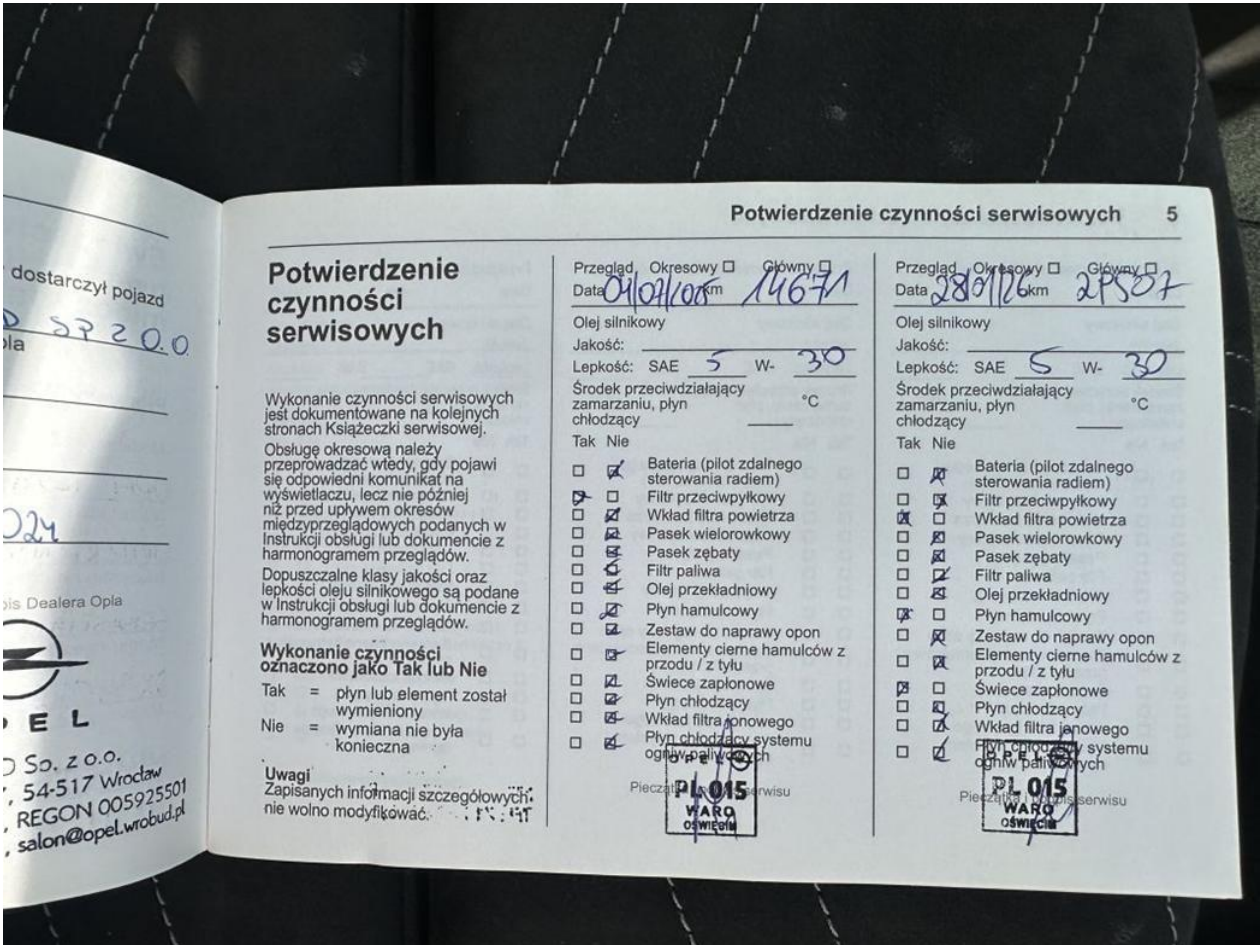 dostarczył pojazd
SP Z O.O.
Potwierdzenie czynności serwisowych 5
Potwierdzenie
czynności
serwisowych
Wykonanie czynności serwisowych
jest dokumentowane na kolejnych
stronach Książeczki serwisowej.
Obsługę okresową należy
przeprowadzać wtedy, gdy pojawi
się odpowiedni komunikat na
wyświetlaczu, lecz nie później
niż przed upływem okresów
międzyprzeglądowych podanych w
Instrukcji obsługi lub dokumencie z
harmonogramem przeglądów.
Dopuszczalne klasy jakości oraz
lepkości oleju silnikowego są podane
w Instrukcji obsługi lub dokumencie z
harmonogramem przeglądów.
Wykonanie czynności
oznaczono jako Tak lub Nie
Tak = płyn lub element został
wymieniony
Nie = wymiana nie była
konieczna
Uwagi
Zapisanych informacji szczegółowych
nie wolno modyfikować.
Przegląd Okresowy Główny
Data km 14671
Olej silnikowy
Jakość:
Lepkość: SAE 5 W- 30
Środek przeciwdziałający
zamarzaniu, płyn °C
chłodzący
Tak Nie
Bateria (pilot zdalnego
sterowania radiem)
Filtr przeciwpyłkowy
Wkład filtra powietrza
Pasek wielorowkowy
Pasek zębaty
Filtr paliwa
Olej przekładniowy
Płyn hamulcowy
Zestaw do naprawy opon
Elementy cierne hamulców z
przodu / z tyłu
Świece zapłonowe
Płyn chłodzący
Wkład filtra jonowego
Płyn chłodzący systemu
ogniw paliwowych
Pieczątka i podpis serwisu
OPEL
PL 015
WARO
OŚWIĘCIM
Przegląd Okresowy Główny
Data 28/01/26 km
Olej silnikowy
Jakość:
Lepkość: SAE 5 W- 30
Środek przeciwdziałający
zamarzaniu, płyn °C
chłodzący
Tak Nie
Bateria (pilot zdalnego
sterowania radiem)
Filtr przeciwpyłkowy
Wkład filtra powietrza
Pasek wielorowkowy
Pasek zębaty
Filtr paliwa
Olej przekładniowy
Płyn hamulcowy
Zestaw do naprawy opon
Elementy cierne hamulców z
przodu / z tyłu
Świece zapłonowe
Płyn chłodzący
Wkład filtra jonowego
Płyn chłodzący systemu
ogniw paliwowych
Pieczątka i podpis serwisu
OPEL
PL 015
WARO
OŚWIĘCIM
Dealera Opla
PEL
Sp. z o.o.
54-517 Wrocław
REGON 005925501
salon@opel.wrobud.pl